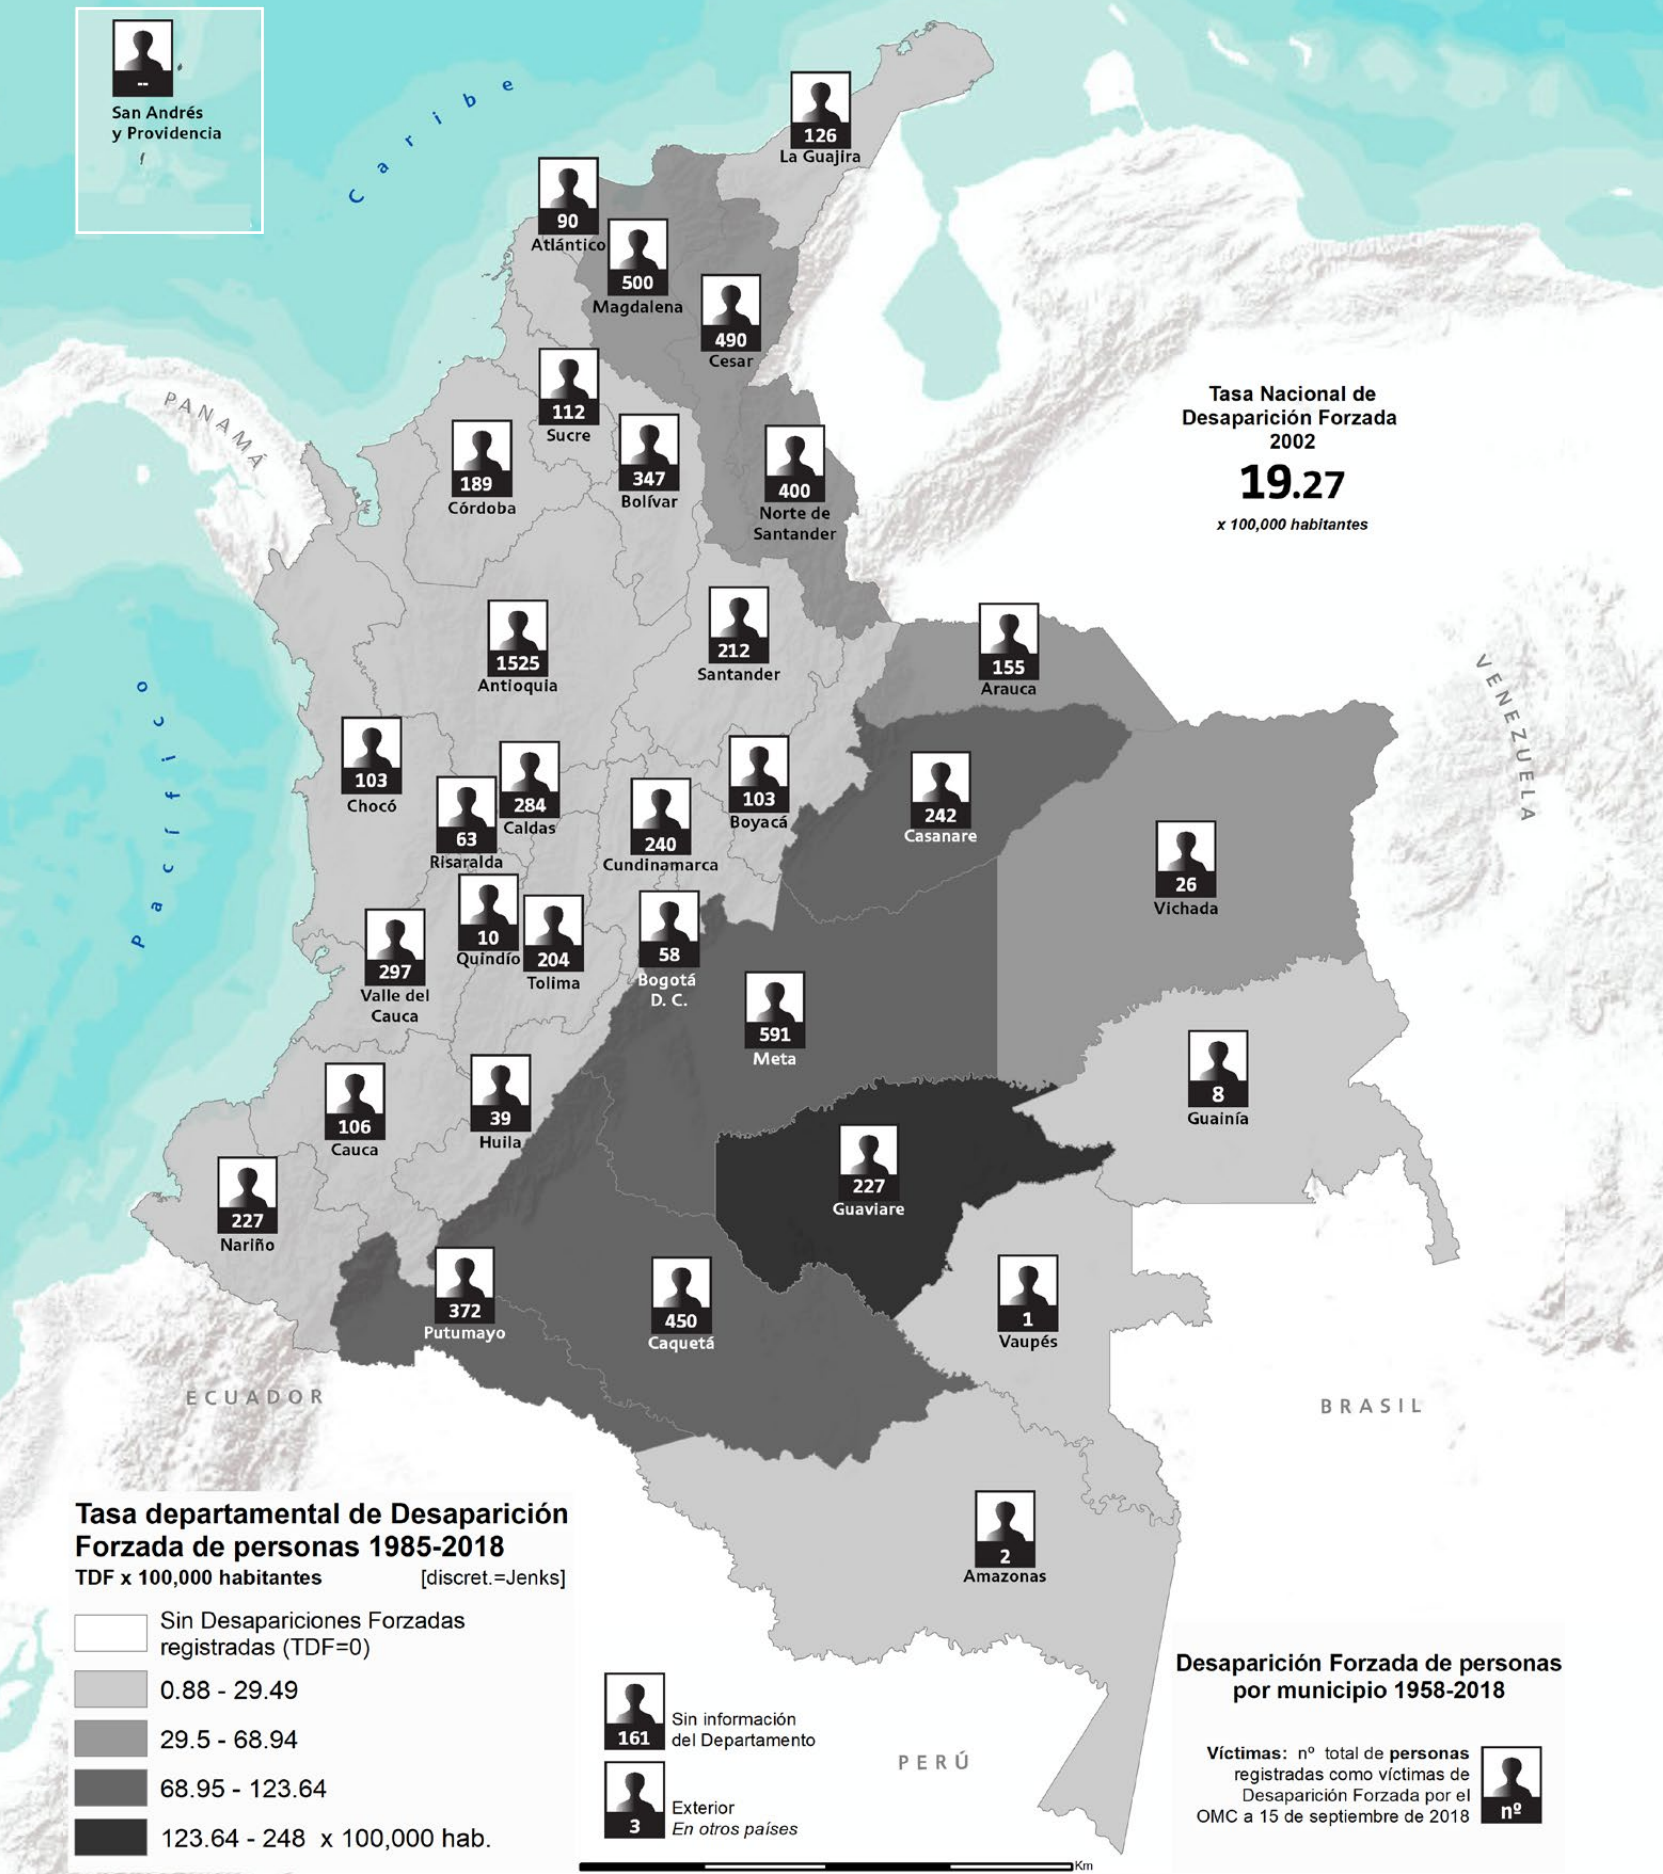 --
San Andrés
y Providencia
Caribe
126
La Guajira
90
Atlántico
500
Magdalena
490
Cesar
PANAMÁ
112
Sucre
189
Córdoba
347
Bolívar
400
Norte de
Santander
Tasa Nacional de
Desaparición Forzada
2002
19.27
x 100,000 habitantes
1525
Antioquia
212
Santander
155
Arauca
VENEZUELA
Pacífico
103
Chocó
284
Caldas
63
Risaralda
240
Cundinamarca
103
Boyacá
242
Casanare
26
Vichada
10
Quindío
204
Tolima
58
Bogotá
D. C.
297
Valle del
Cauca
591
Meta
8
Guainía
106
Cauca
39
Huila
227
Guaviare
227
Nariño
372
Putumayo
450
Caquetá
1
Vaupés
ECUADOR
BRASIL
2
Amazonas
PERÚ
Tasa departamental de Desaparición
Forzada de personas 1985-2018
TDF x 100,000 habitantes [discret.=Jenks]
Sin Desapariciones Forzadas
registradas (TDF=0)
0.88 - 29.49
29.5 - 68.94
68.95 - 123.64
123.64 - 248 x 100,000 hab.
161
Sin información
del Departamento
3
Exterior
En otros países
Km
Desaparición Forzada de personas
por municipio 1958-2018
Víctimas: nº total de personas
registradas como víctimas de
Desaparición Forzada por el
OMC a 15 de septiembre de 2018
nº